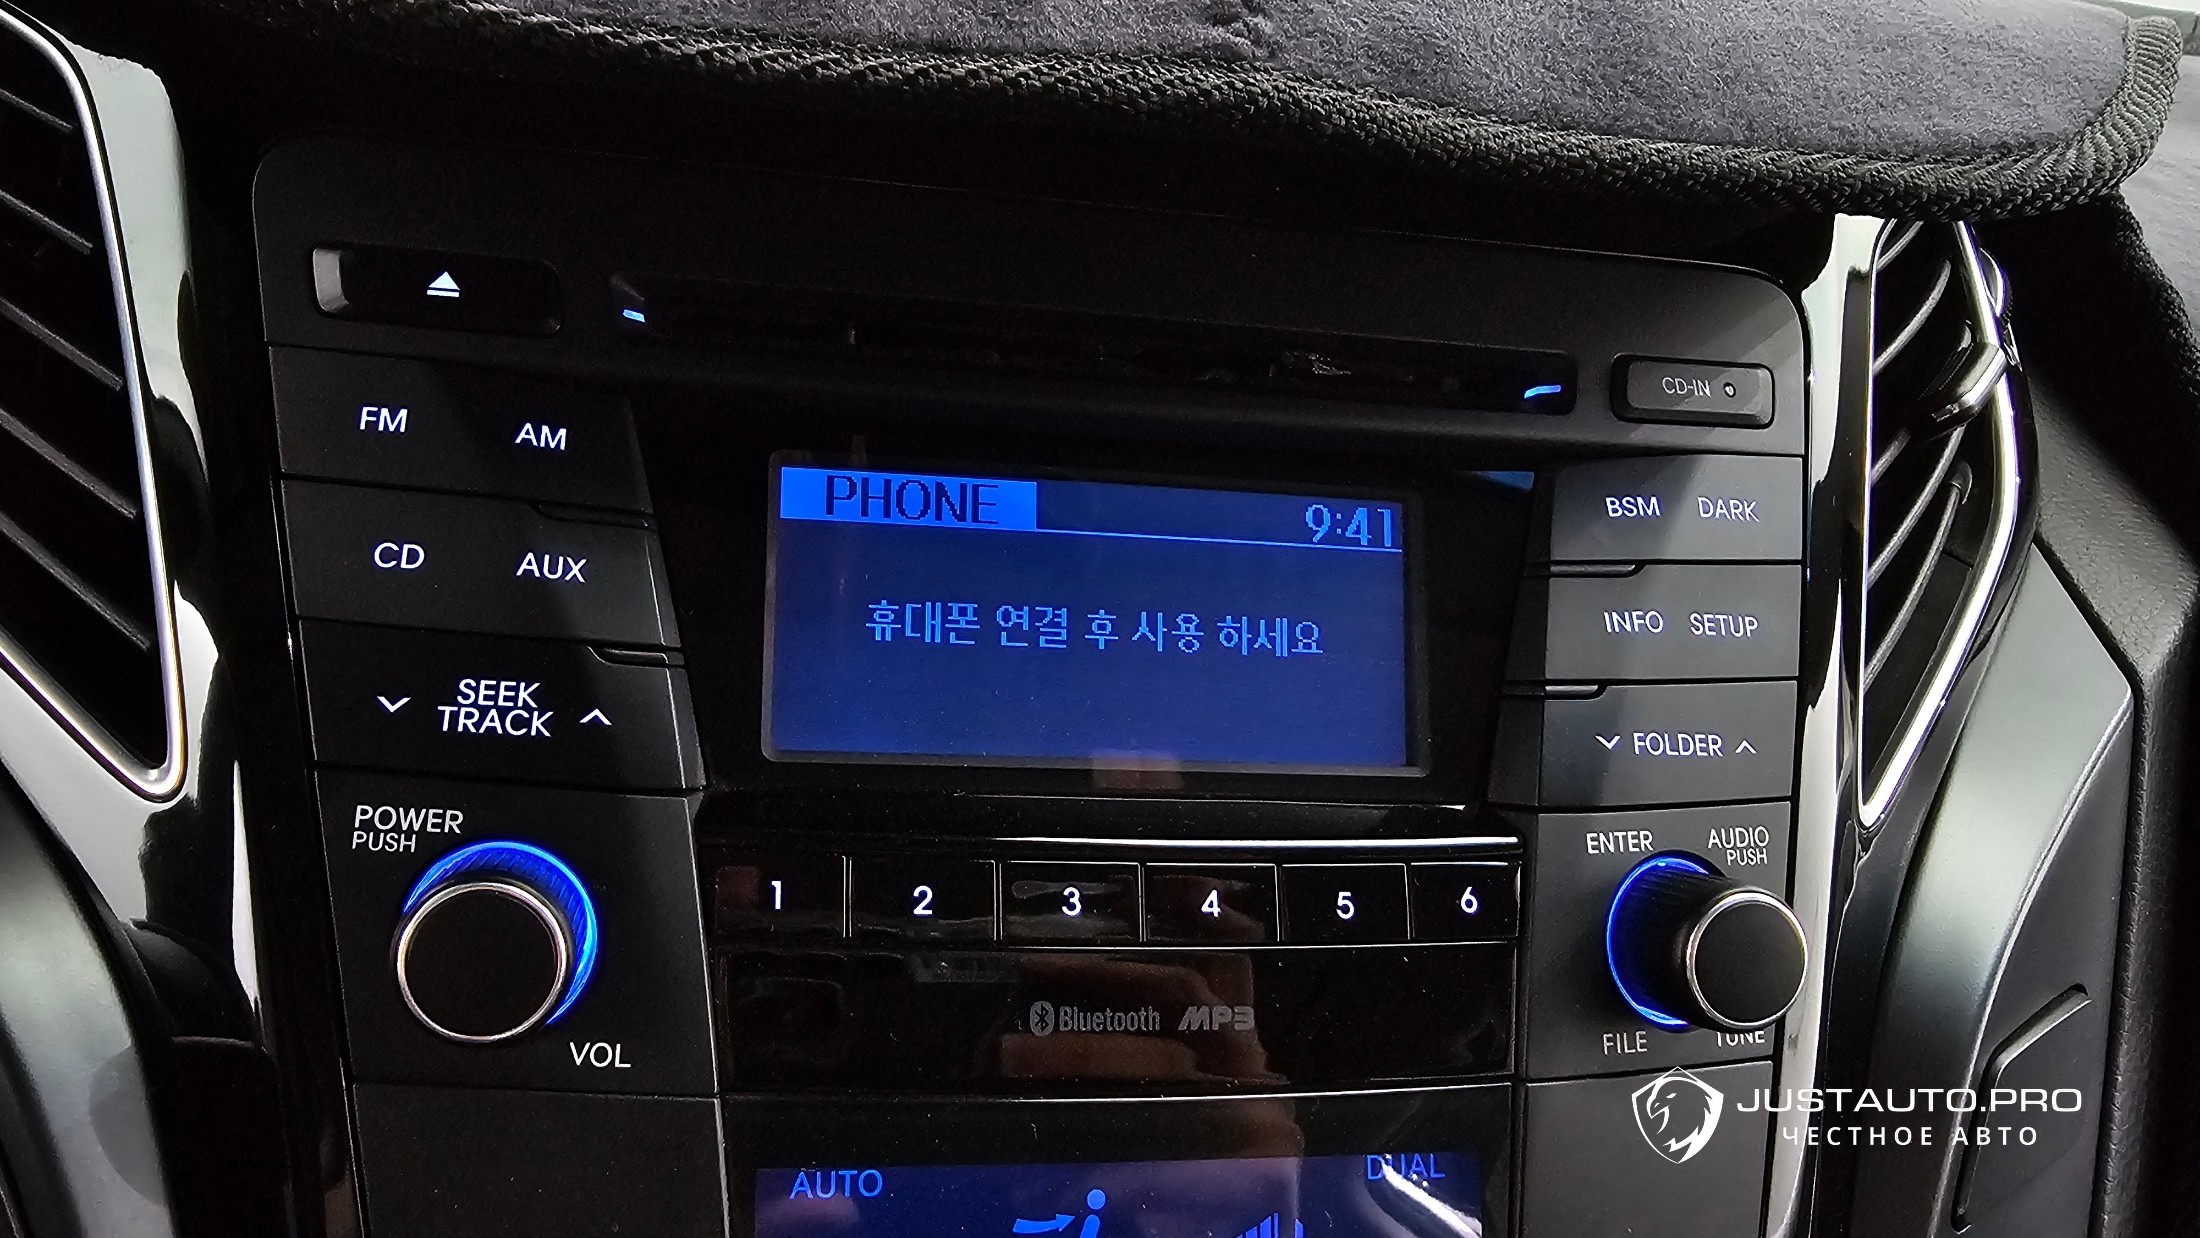 CD-IN
FM AM
PHONE 9:41
BSM DARK
CD AUX
휴대폰 연결 후 사용 하세요
INFO SETUP
SEEK
TRACK
FOLDER
POWER
PUSH
ENTER AUDIO
PUSH
1 2 3 4 5 6
Bluetooth MP3
VOL
FILE TUNE
JUSTAUTO.PRO
ЧЕСТНОЕ АВТО
AUTO DUAL